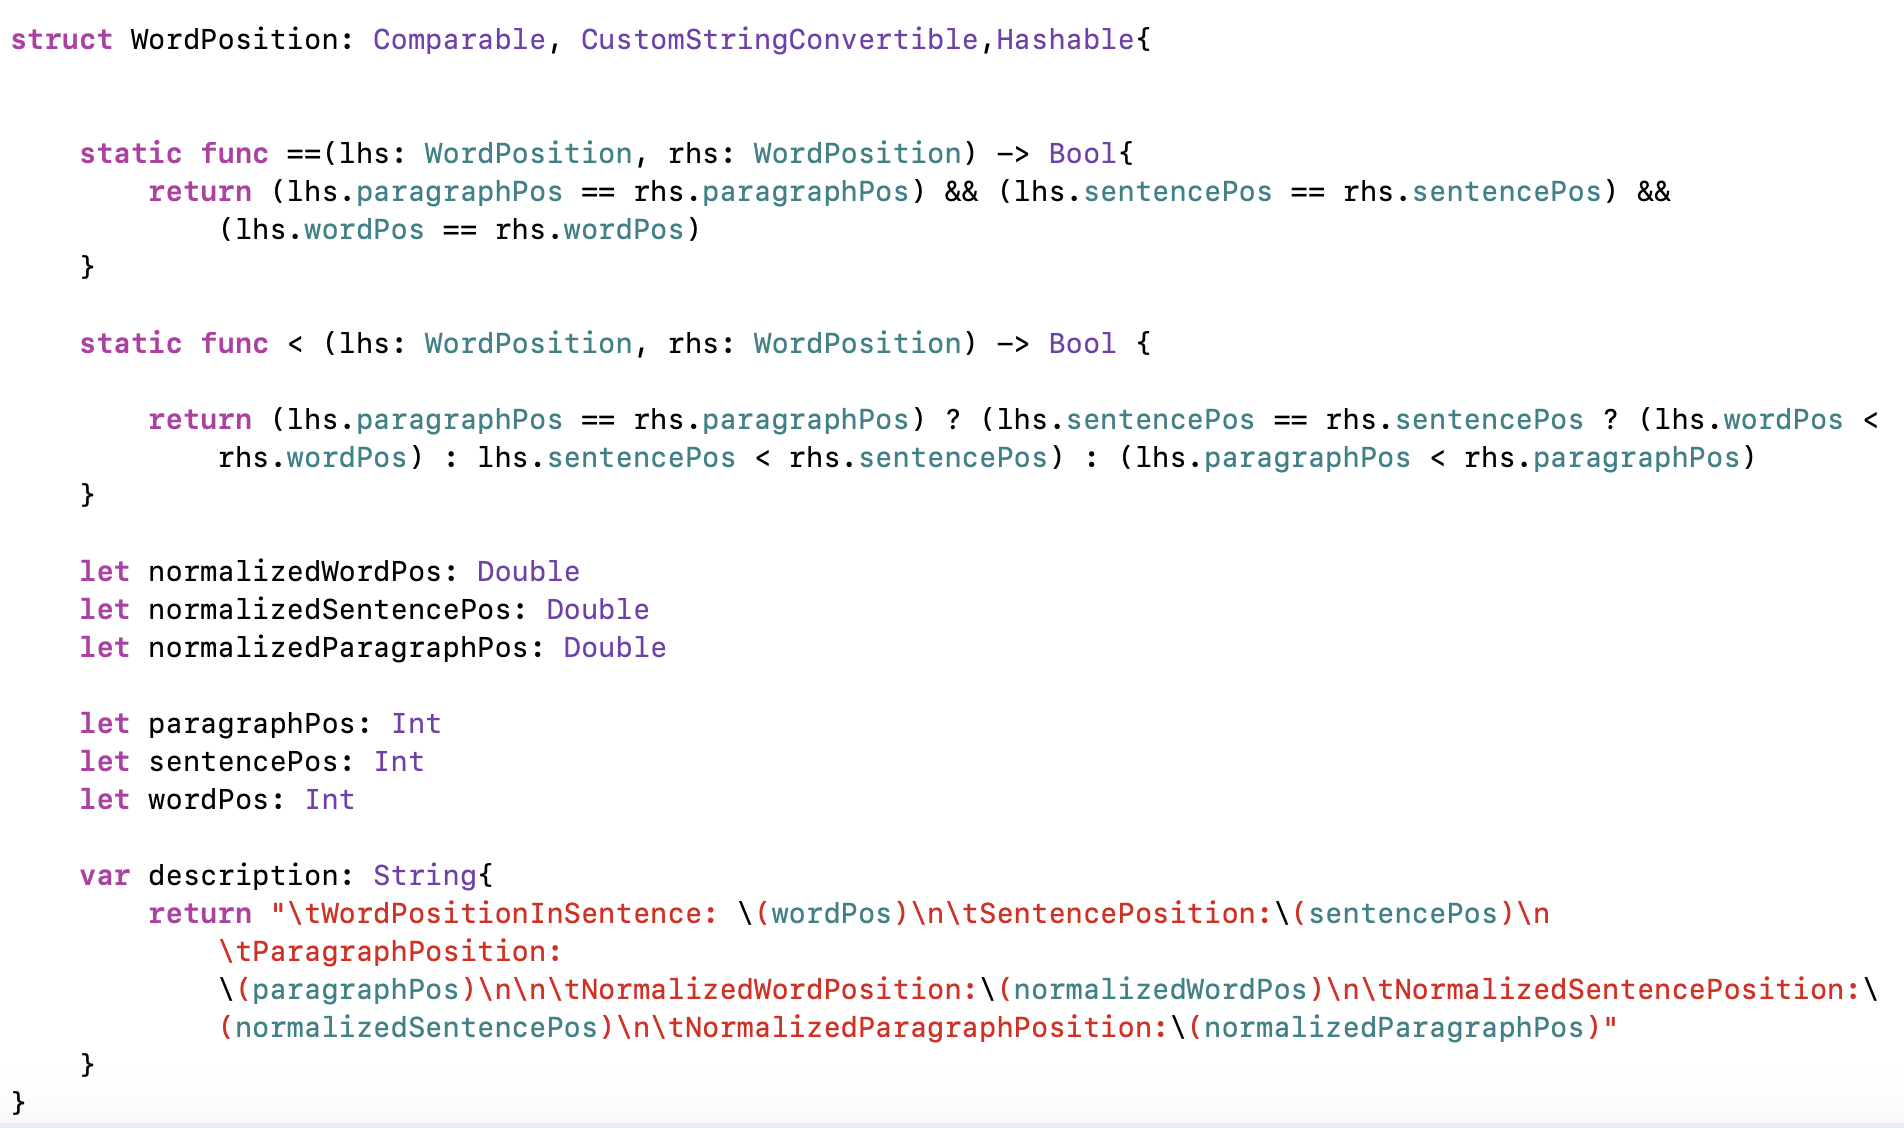 struct WordPosition: Comparable, CustomStringConvertible,Hashable{
static func ==(lhs: WordPosition, rhs: WordPosition) -> Bool{
return (lhs.paragraphPos == rhs.paragraphPos) && (lhs.sentencePos == rhs.sentencePos) &&
(lhs.wordPos == rhs.wordPos)
}
static func < (lhs: WordPosition, rhs: WordPosition) -> Bool {
return (lhs.paragraphPos == rhs.paragraphPos) ? (lhs.sentencePos == rhs.sentencePos ? (lhs.wordPos <
rhs.wordPos) : lhs.sentencePos < rhs.sentencePos) : (lhs.paragraphPos < rhs.paragraphPos)
}
let normalizedWordPos: Double
let normalizedSentencePos: Double
let normalizedParagraphPos: Double
let paragraphPos: Int
let sentencePos: Int
let wordPos: Int
var description: String{
return "\tWordPositionInSentence: \(wordPos)\n\tSentencePosition:\(sentencePos)\n
\tParagraphPosition:
\(paragraphPos)\n\n\tNormalizedWordPosition:\(normalizedWordPos)\n\tNormalizedSentencePosition:\
(normalizedSentencePos)\n\tNormalizedParagraphPosition:\(normalizedParagraphPos)"
}
}